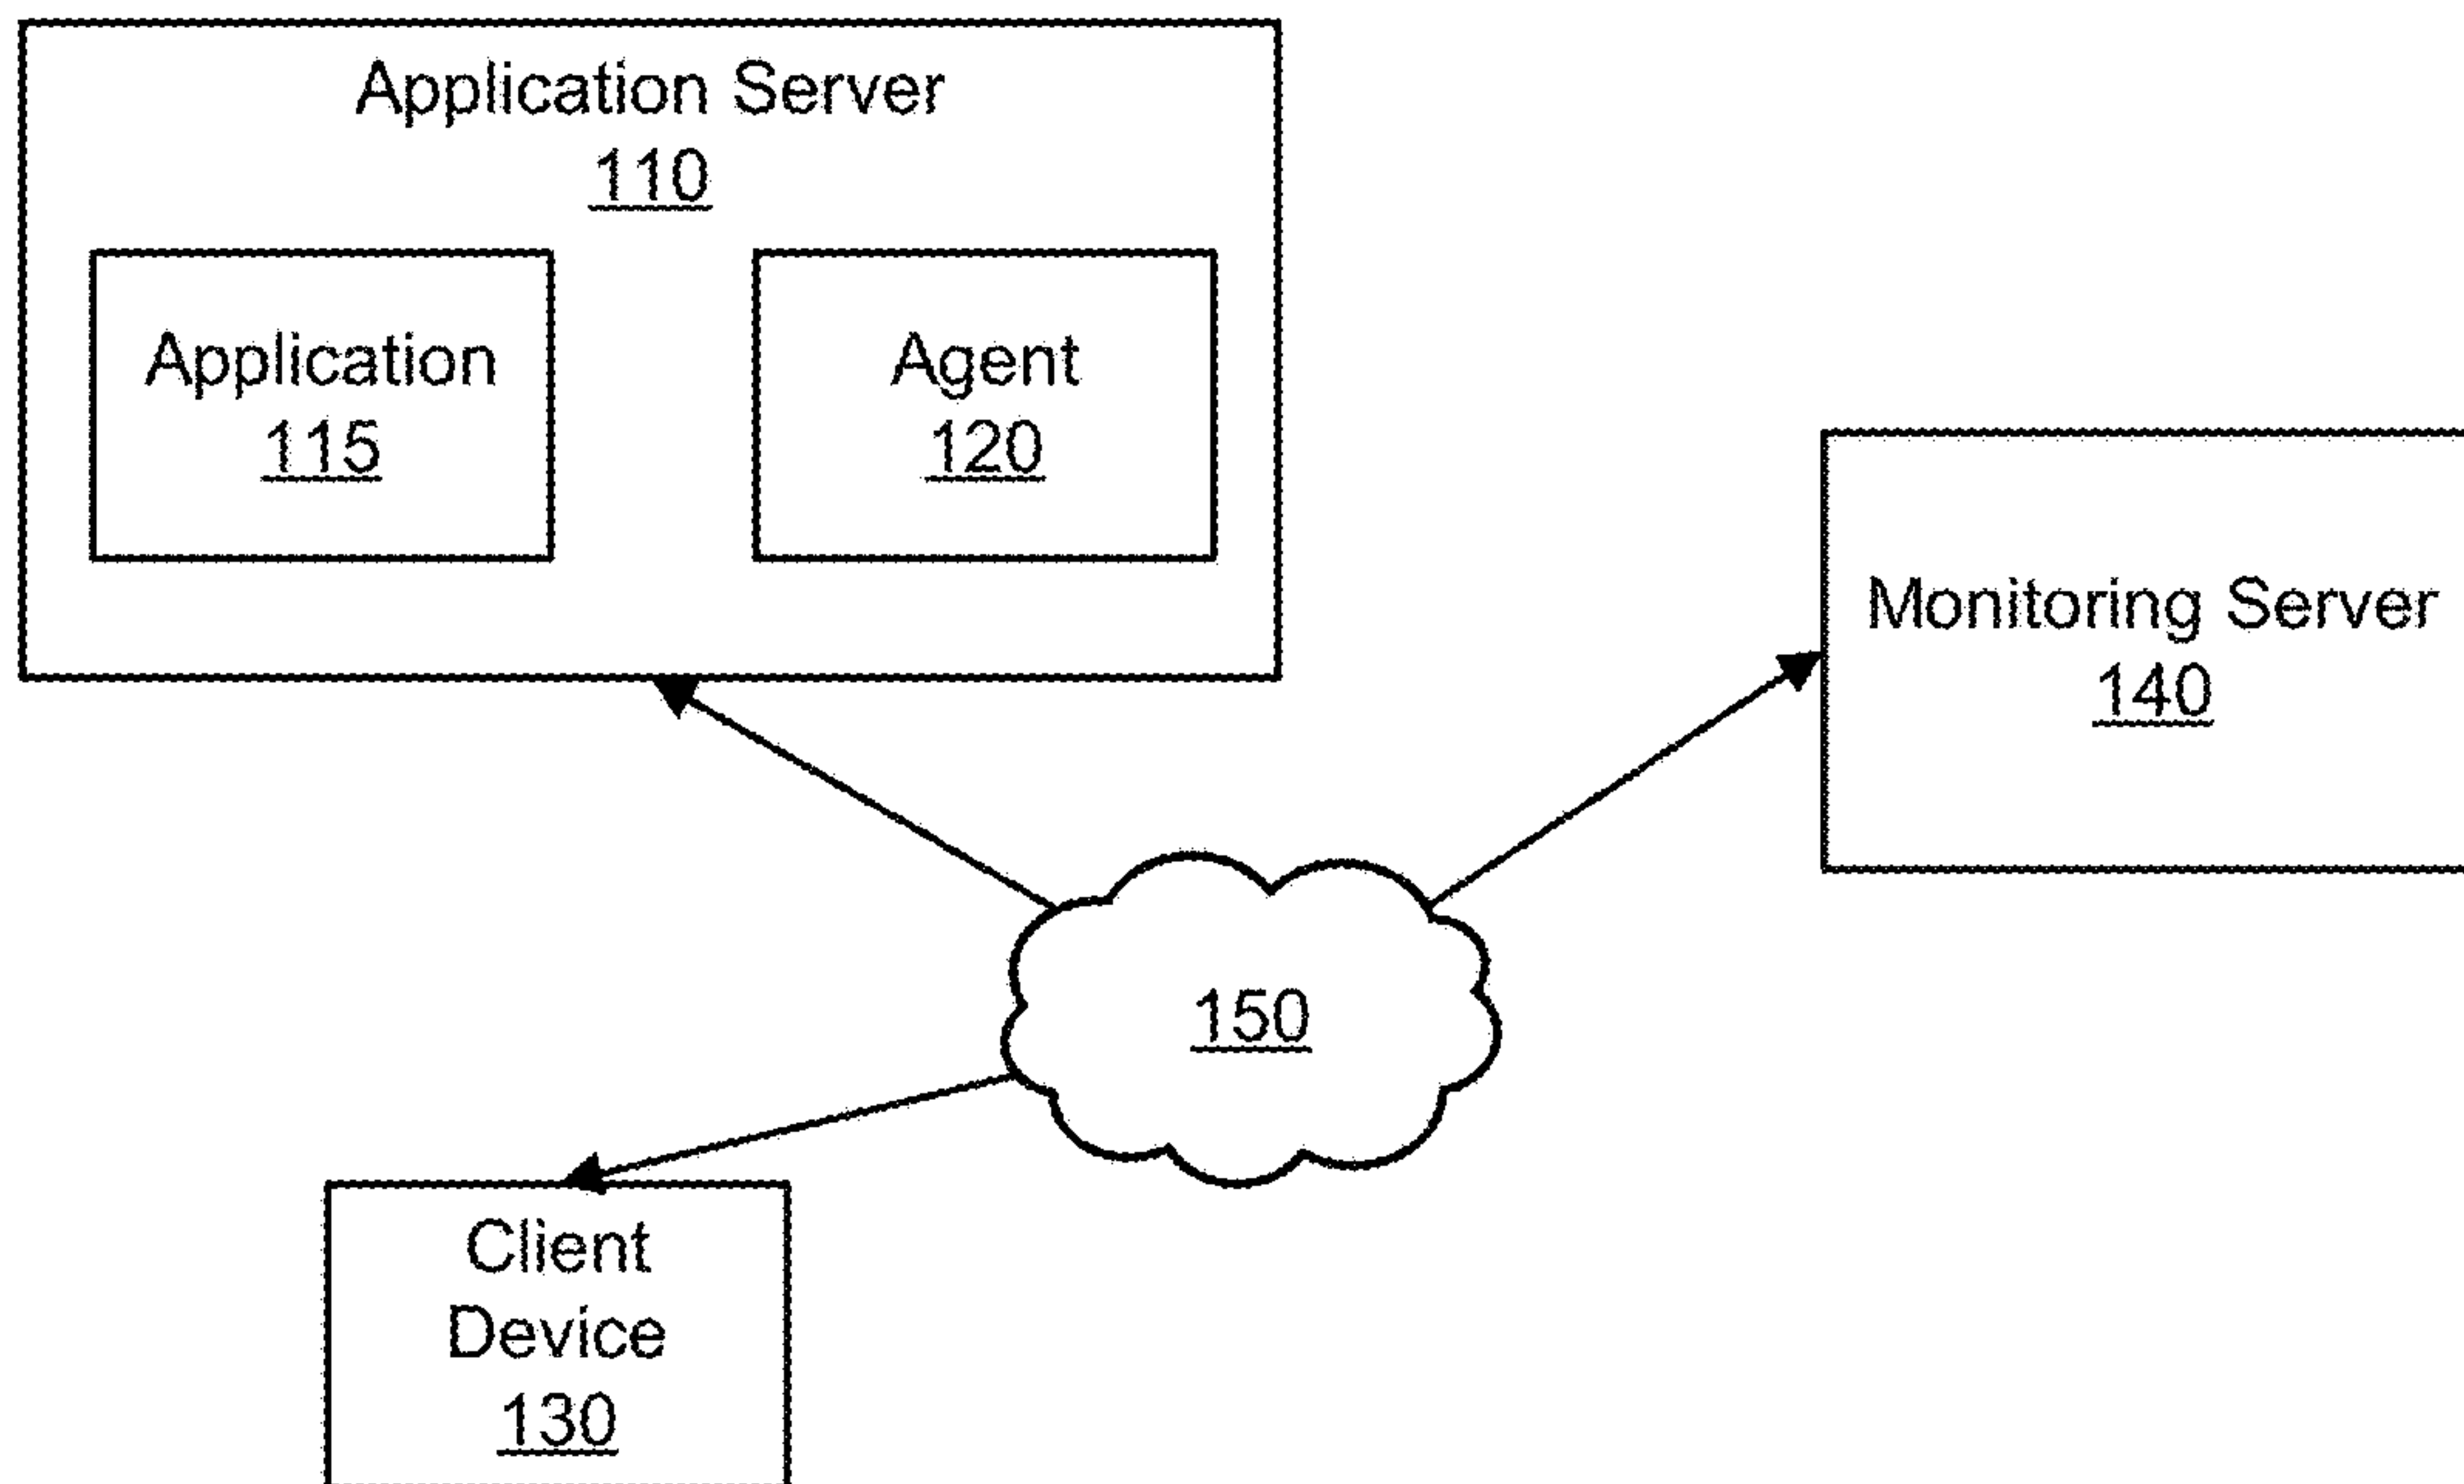 Application Server
110
Application
115
Agent
120
Monitoring Server
140
150
Client
Device
130